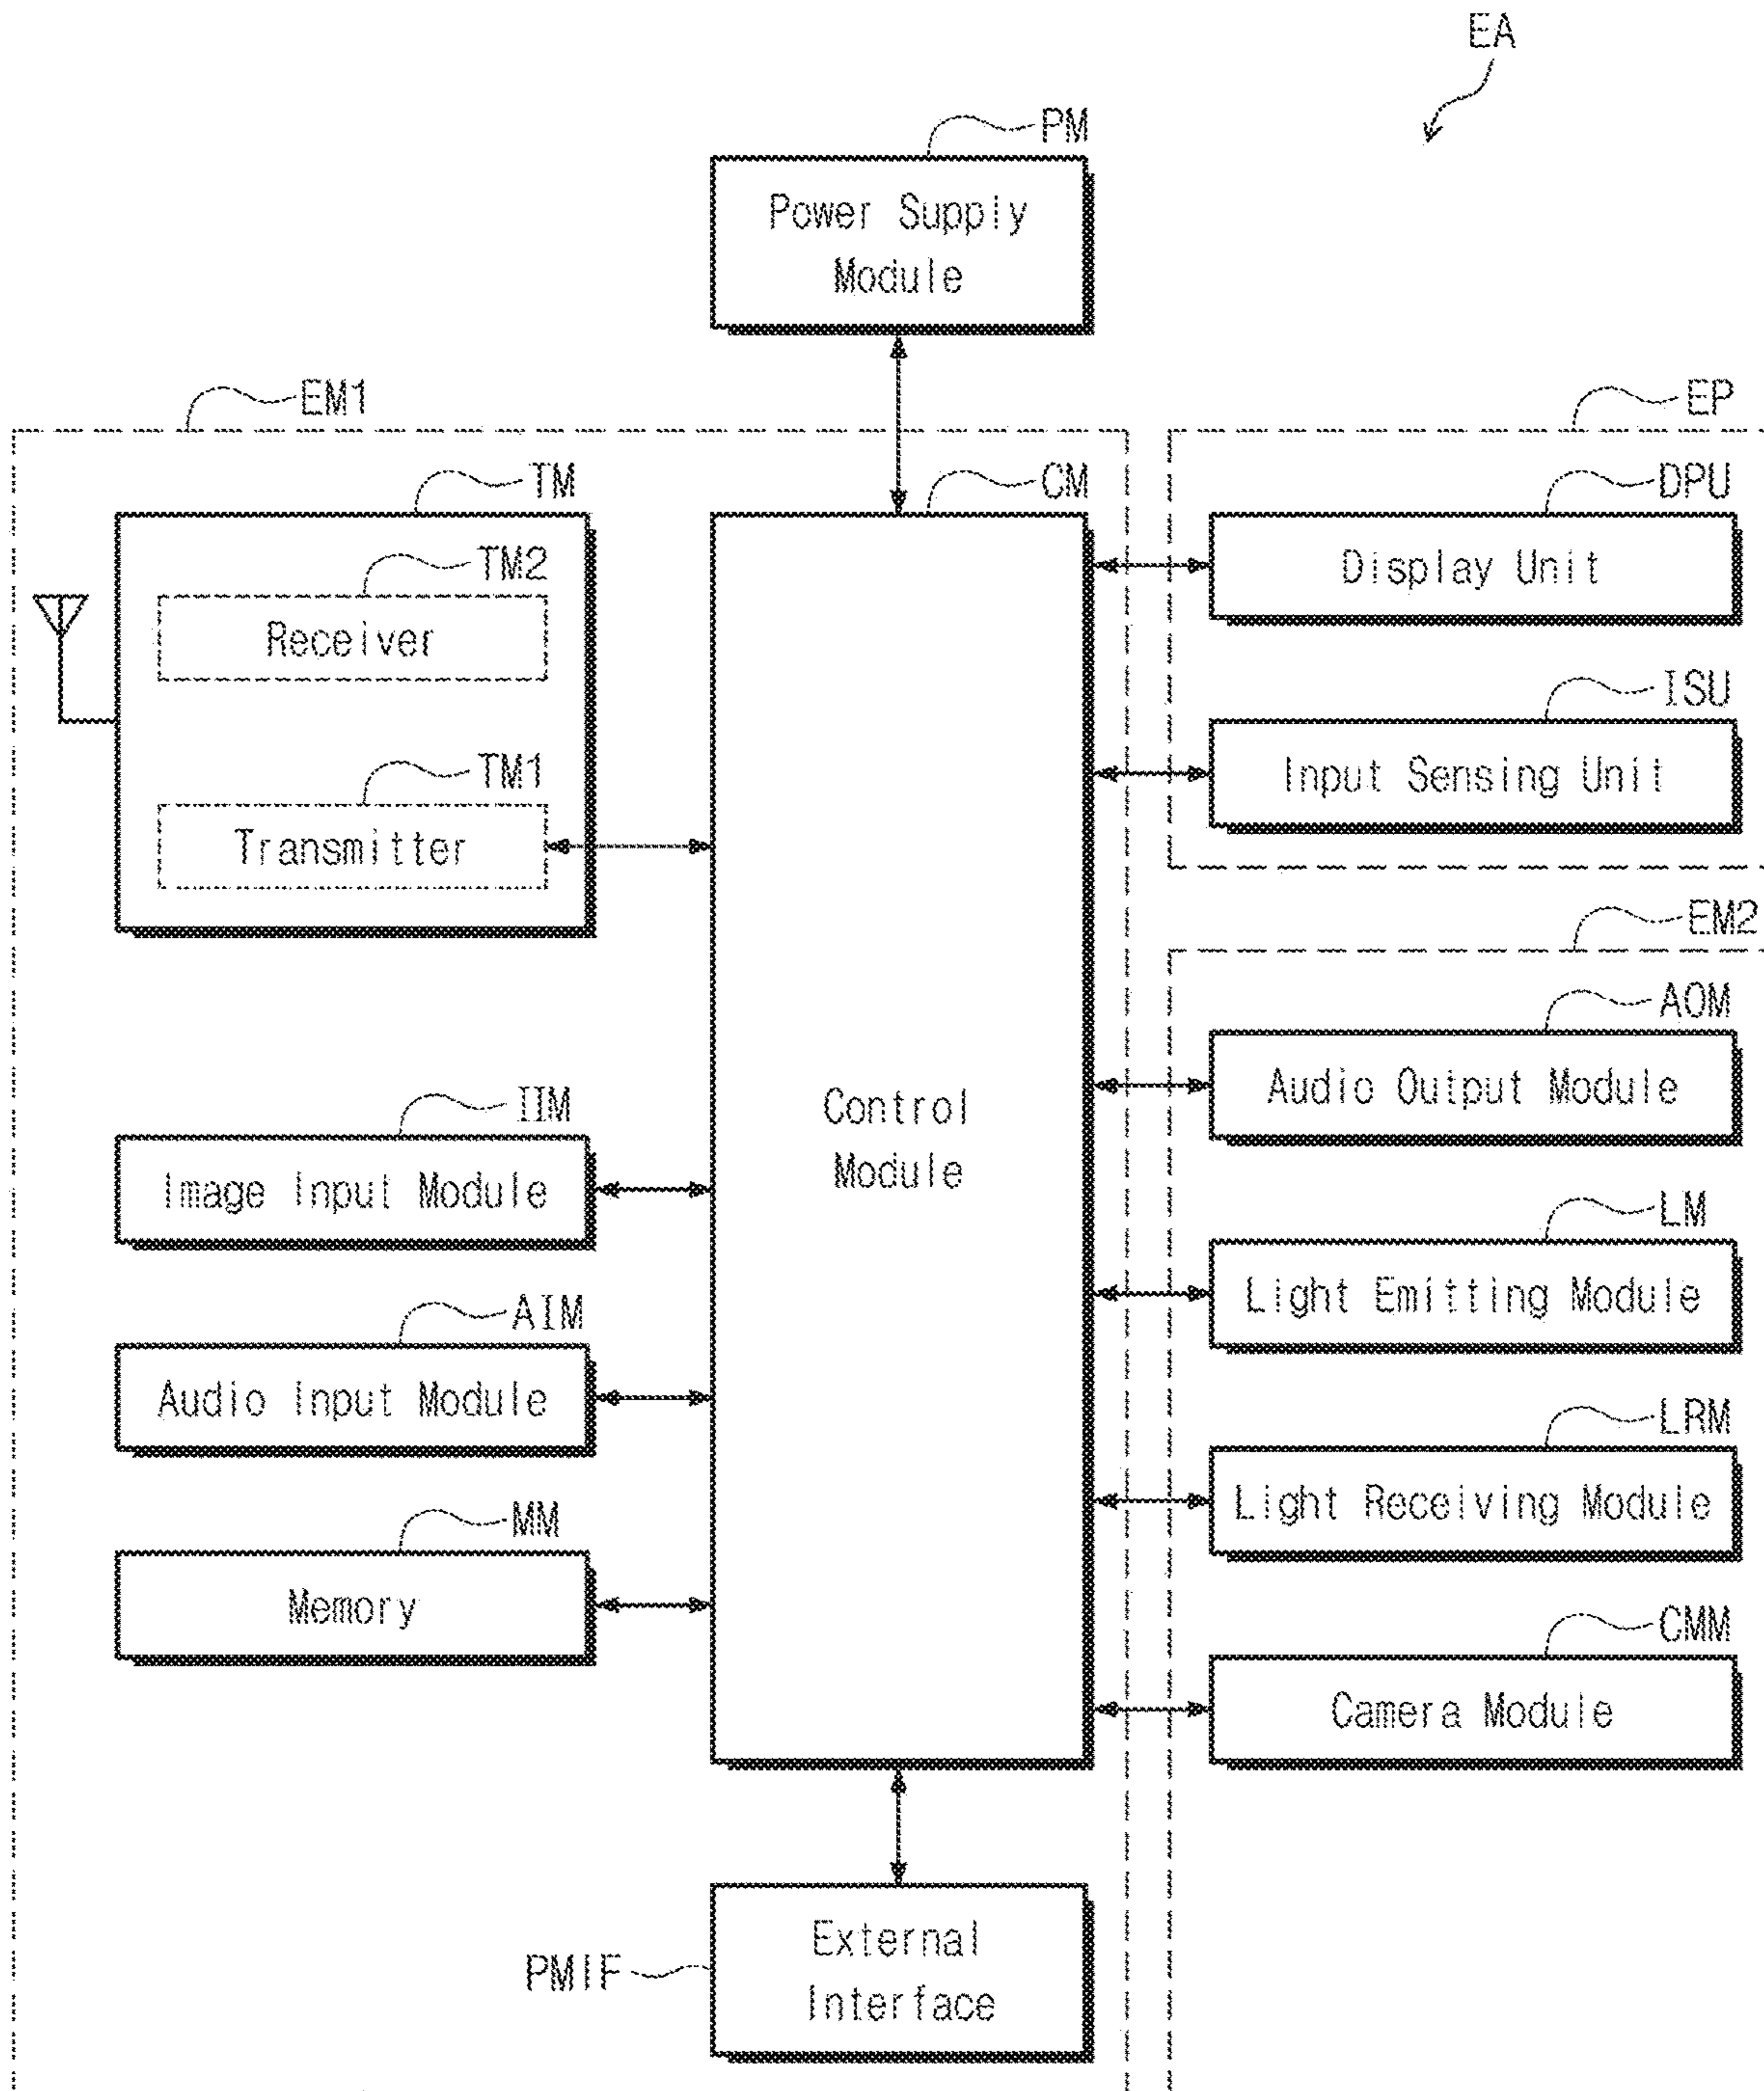 EA
PM
Power Supply
Module
EM1
EP
TM
CM
DPU
TM2
Display Unit
Receiver
ISU
TM1
Input Sensing Unit
Transmitter
EM2
AOM
Audio Output Module
IIM
Control
Module
Image Input Module
LM
Light Emitting Module
AIM
Audio Input Module
LRM
Light Receiving Module
MM
Memory
CMM
Camera Module
External
Interface
PMIF